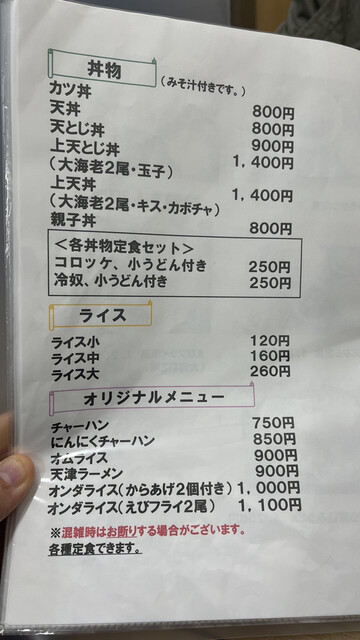 丼物
（みそ汁付きです。）
カツ丼 800円
天丼 800円
天とじ丼 900円
上天とじ丼 1,400円
（大海老2尾・玉子）
上天丼 1,400円
（大海老2尾・キス・カボチャ）
親子丼 800円
＜各丼物定食セット＞
コロッケ、小うどん付き 250円
冷奴、小うどん付き 250円
ライス
ライス小 120円
ライス中 160円
ライス大 260円
オリジナルメニュー
チャーハン 750円
にんにくチャーハン 850円
オムライス 900円
天津ラーメン 900円
オンダライス（からあげ2個付き） 1,000円
オンダライス（えびフライ2尾） 1,100円
※混雑時はお断りする場合がございます。
各種定食できます。